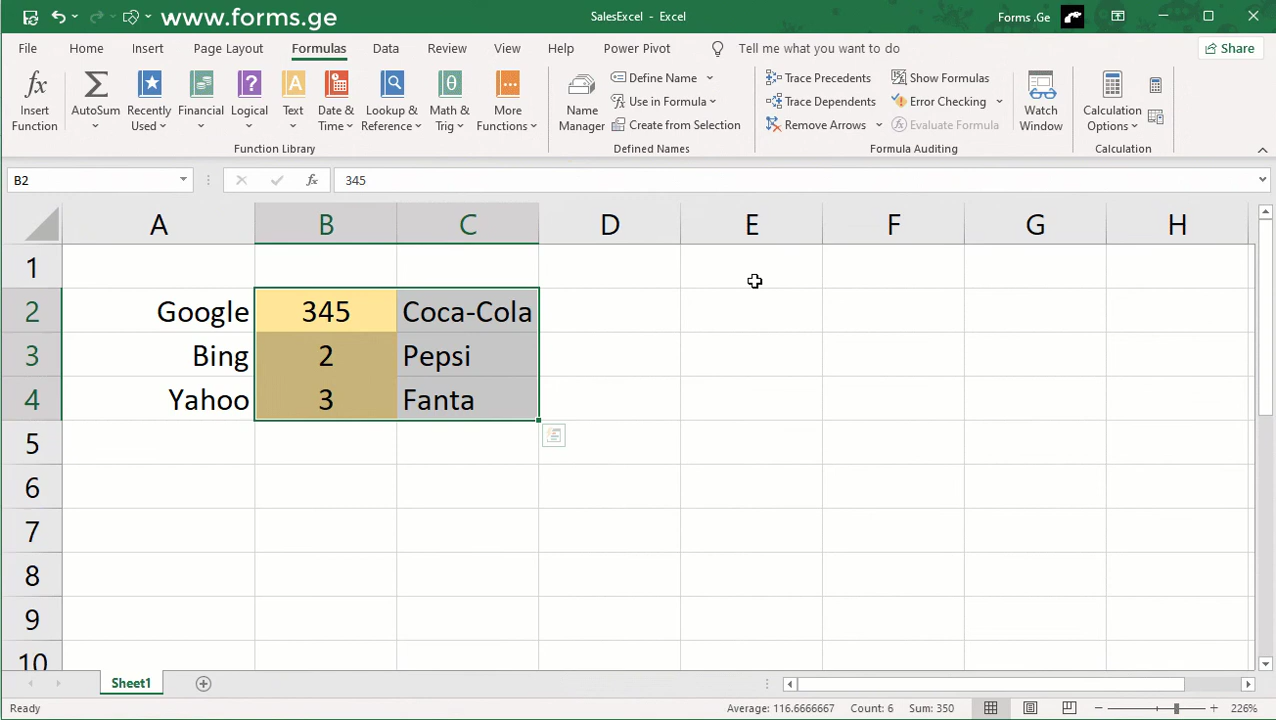 www.forms.ge
SalesExcel - Excel
Forms .Ge
File Home Insert Page Layout Formulas Data Review View Help Power Pivot Tell me what you want to do Share
Insert Function
AutoSum
Recently Used
Financial
Logical
Text
Date & Time
Lookup & Reference
Math & Trig
More Functions
Function Library
Name Manager
Define Name
Use in Formula
Create from Selection
Defined Names
Trace Precedents
Trace Dependents
Remove Arrows
Show Formulas
Error Checking
Evaluate Formula
Formula Auditing
Watch Window
Calculation Options
Calculation
B2 fx 345
A B C D E F G H
1
2 Google 345 Coca-Cola
3 Bing 2 Pepsi
4 Yahoo 3 Fanta
5
6
7
8
9
10
Sheet1
Ready Average: 116.6666667 Count: 6 Sum: 350 226%